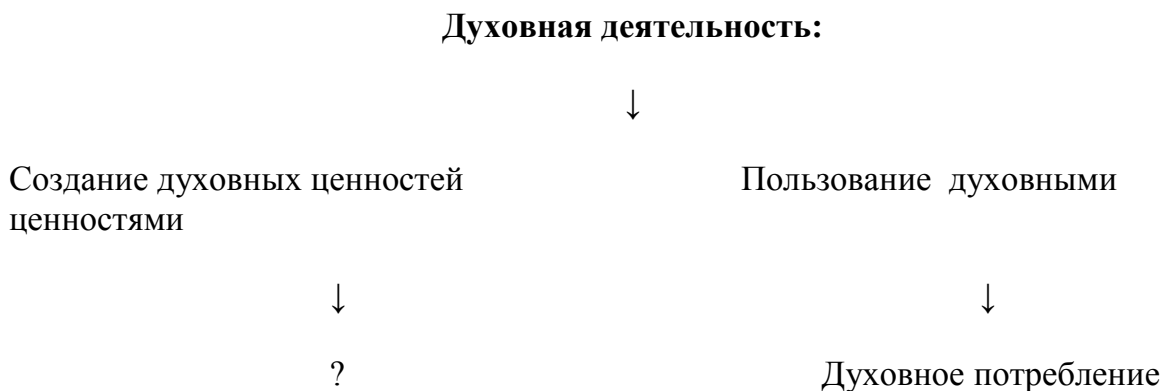 Духовная деятельность:
↓
Создание духовных ценностей Пользование духовными
ценностями
↓ ↓
? Духовное потребление